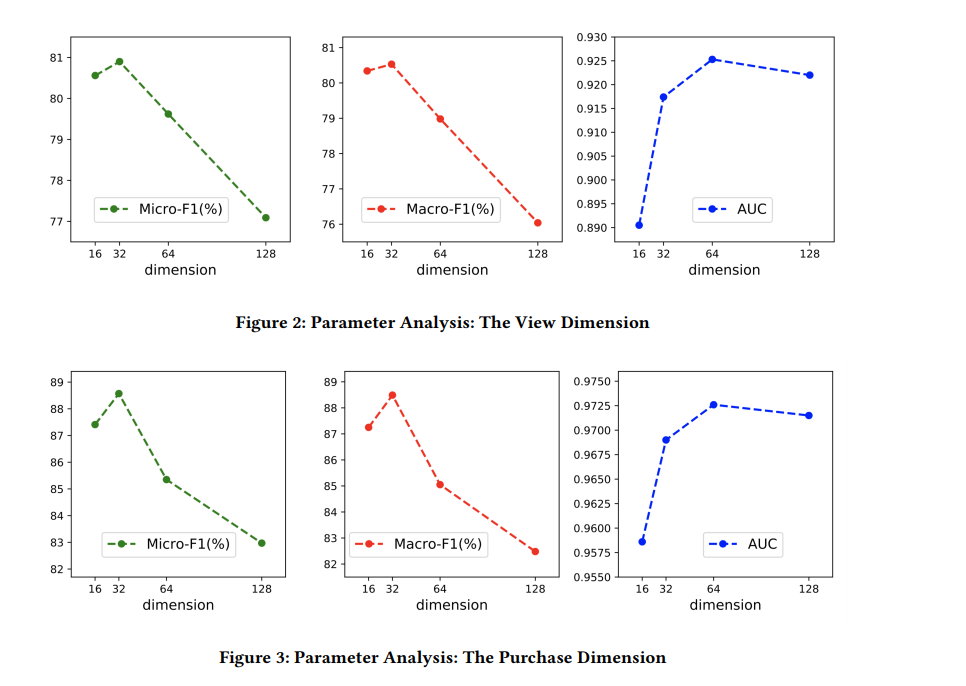 81
80
79
78
77
Micro-F1(%)
16 32 64 128
dimension
81
80
79
78
77
76
Macro-F1(%)
16 32 64 128
dimension
0.930
0.925
0.920
0.915
0.910
0.905
0.900
0.895
0.890
AUC
16 32 64 128
dimension
Figure 2: Parameter Analysis: The View Dimension
89
88
87
86
85
84
83
82
Micro-F1(%)
16 32 64 128
dimension
89
88
87
86
85
84
83
82
Macro-F1(%)
16 32 64 128
dimension
0.9750
0.9725
0.9700
0.9675
0.9650
0.9625
0.9600
0.9575
0.9550
AUC
16 32 64 128
dimension
Figure 3: Parameter Analysis: The Purchase Dimension